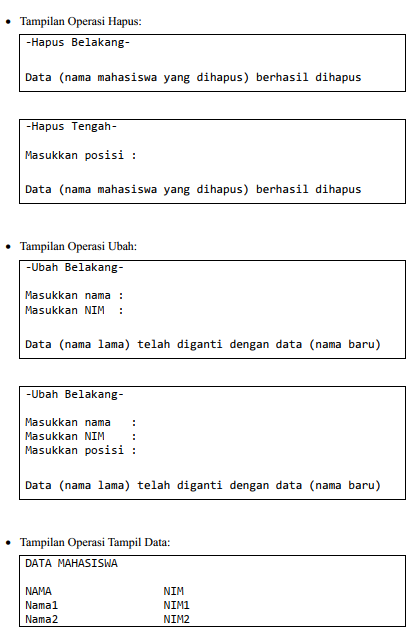 • Tampilan Operasi Hapus:
-Hapus Belakang-
Data (nama mahasiswa yang dihapus) berhasil dihapus
-Hapus Tengah-
Masukkan posisi :
Data (nama mahasiswa yang dihapus) berhasil dihapus
• Tampilan Operasi Ubah:
-Ubah Belakang-
Masukkan nama :
Masukkan NIM  :
Data (nama lama) telah diganti dengan data (nama baru)
-Ubah Belakang-
Masukkan nama   :
Masukkan NIM    :
Masukkan posisi :
Data (nama lama) telah diganti dengan data (nama baru)
• Tampilan Operasi Tampil Data:
DATA MAHASISWA
NAMA NIM
Nama1 NIM1
Nama2 NIM2